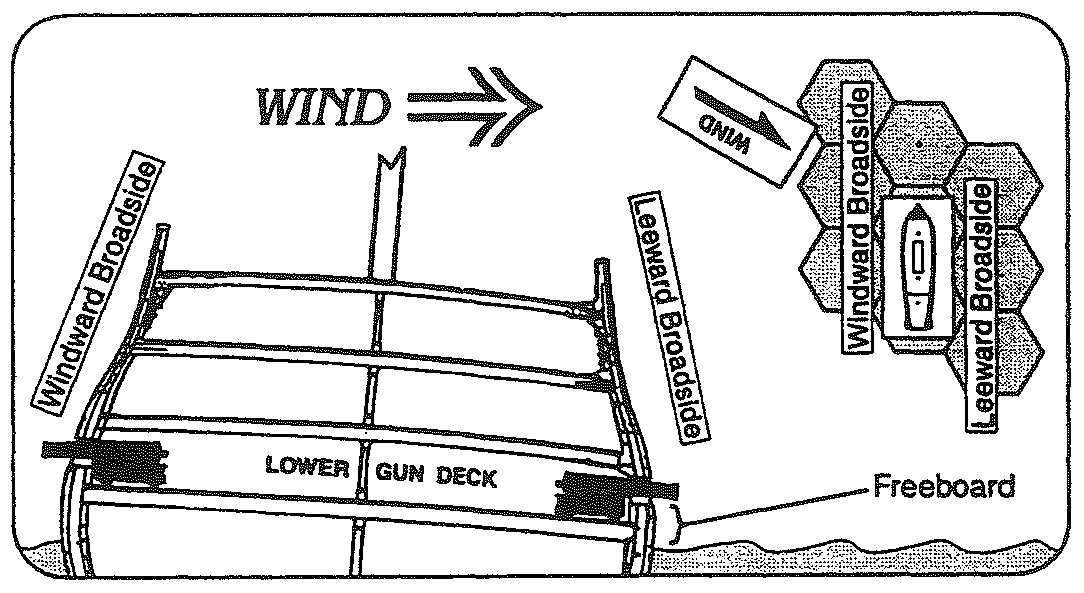 WIND
WIND
Windward Broadside
Leeward Broadside
Windward Broadside
Leeward Broadside
LOWER GUN DECK
Freeboard